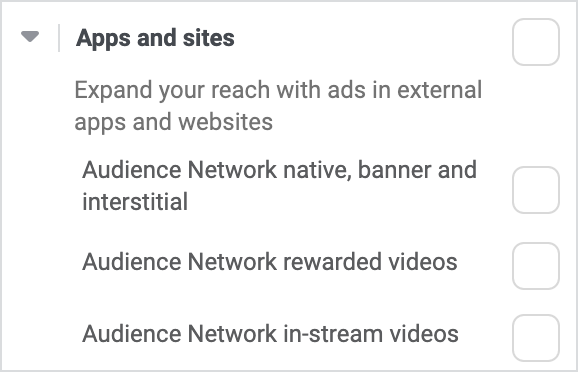 Apps and sites
Expand your reach with ads in external
apps and websites
Audience Network native, banner and
interstitial
Audience Network rewarded videos
Audience Network in-stream videos